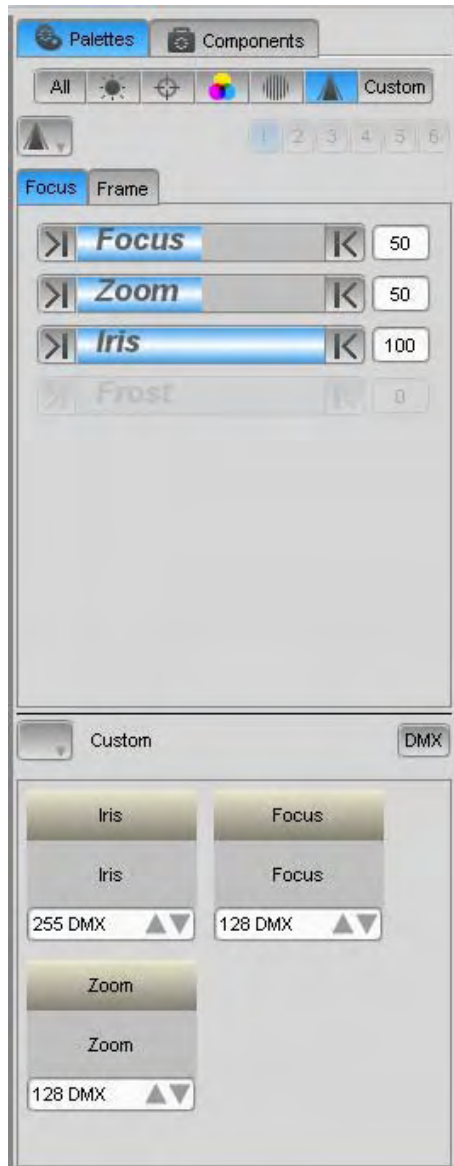 Palettes Components
All Custom
1 2 3 4 5 6
Focus Frame
Focus 50
Zoom 50
Iris 100
Frost 0
Custom DMX
Iris Focus
Iris Focus
255 DMX 128 DMX
Zoom
Zoom
128 DMX